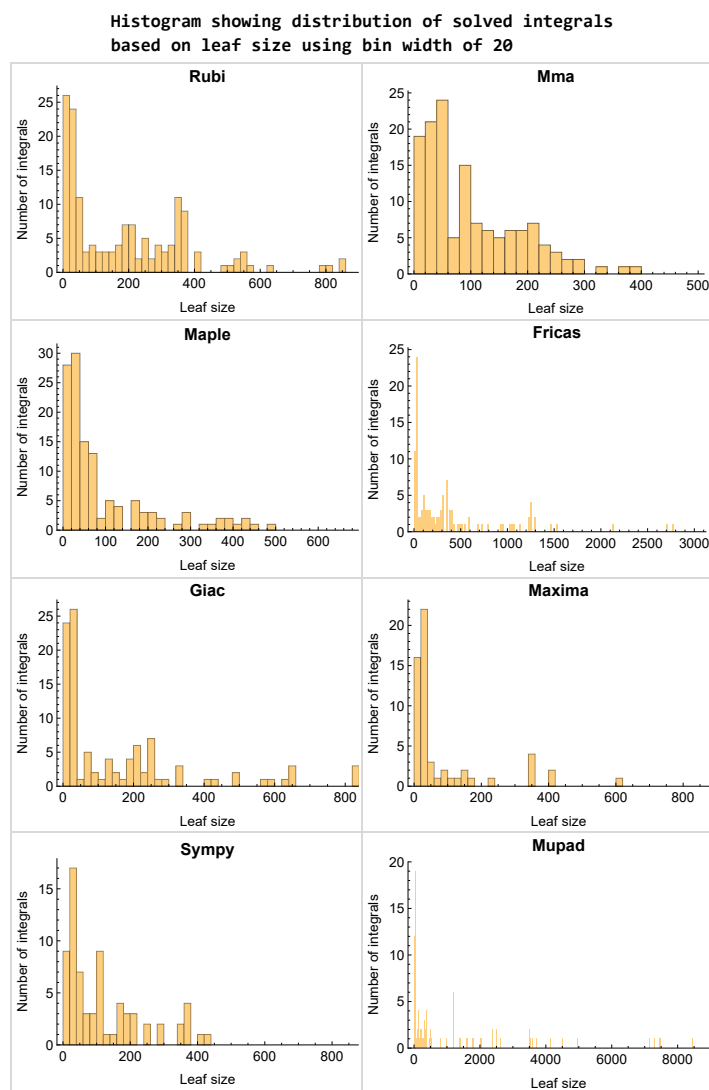 Histogram showing distribution of solved integrals
based on leaf size using bin width of 20
Rubi
Number of integrals
25
20
15
10
5
0
0 200 400 600 800
Leaf size
Mma
Number of integrals
25
20
15
10
5
0
0 100 200 300 400 500
Leaf size
Maple
Number of integrals
30
25
20
15
10
5
0
0 100 200 300 400 500 600
Leaf size
Fricas
Number of integrals
25
20
15
10
5
0
0 500 1000 1500 2000 2500 3000
Leaf size
Giac
Number of integrals
25
20
15
10
5
0
0 200 400 600 800
Leaf size
Maxima
Number of integrals
20
15
10
5
0
0 200 400 600 800
Leaf size
Sympy
Number of integrals
15
10
5
0
0 200 400 600 800
Leaf size
Mupad
Number of integrals
20
15
10
5
0
0 2000 4000 6000 8000
Leaf size